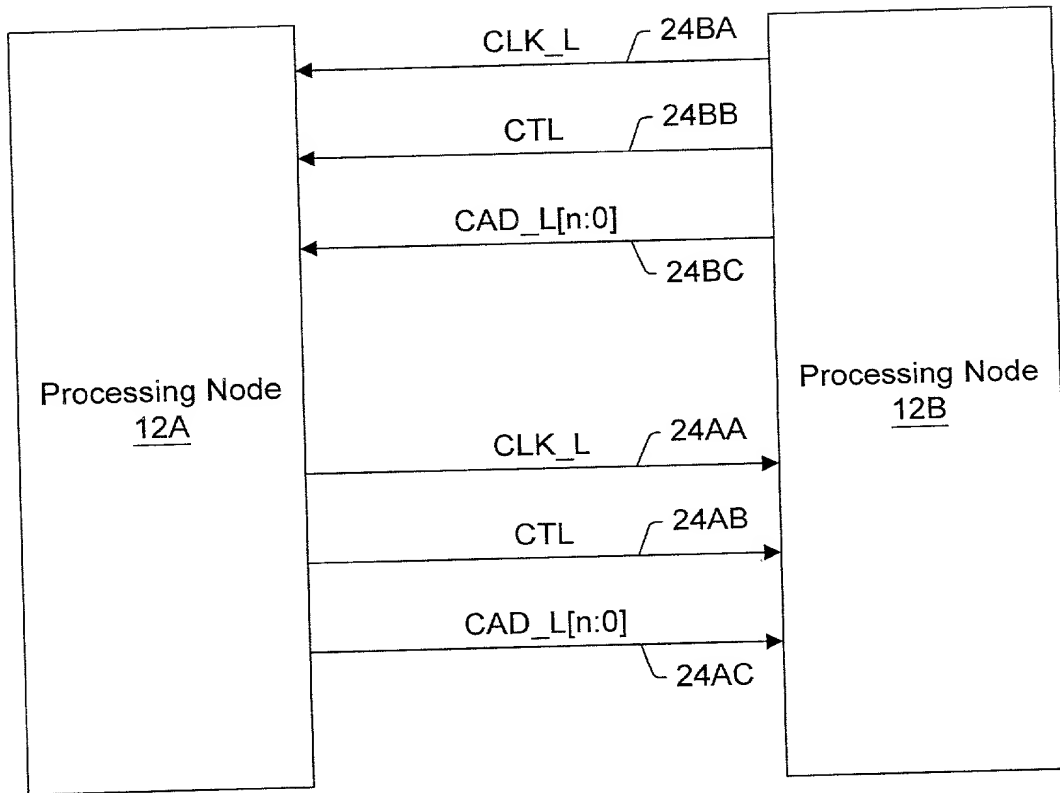 CLK_L
24BA
CTL
24BB
CAD_L[n:0]
24BC
Processing Node
12A
Processing Node
12B
CLK_L
24AA
CTL
24AB
CAD_L[n:0]
24AC